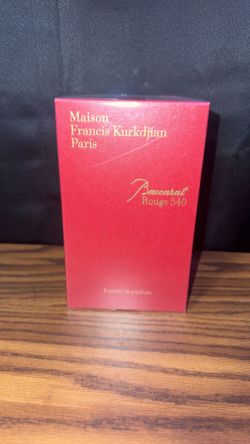 Maison
Francis Kurkdjian
Paris
Baccarat
Rouge 540
Extrait de parfum